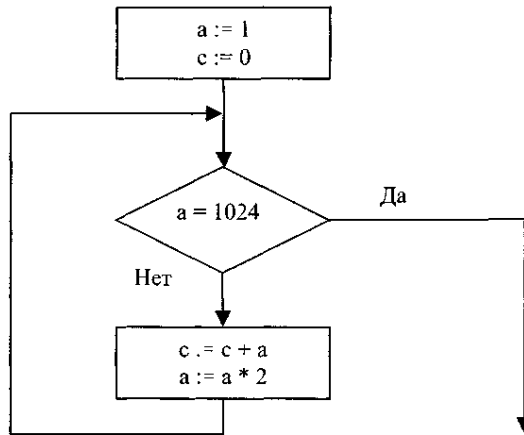 a := 1
c := 0
a = 1024
Да
Нет
c := c + a
a := a * 2